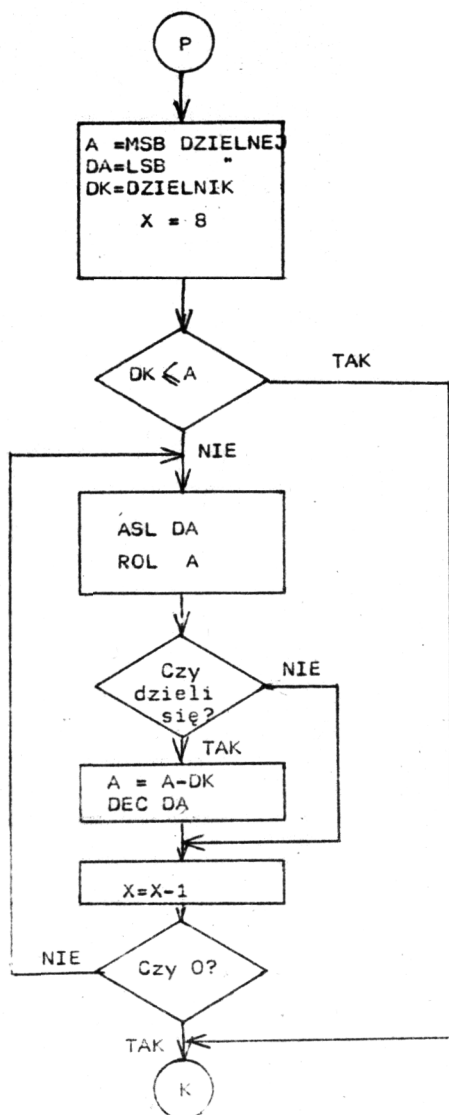 P
A =MSB DZIELNEJ
DA=LSB "
DK=DZIELNIK
X = 8
DK ⩽ A
TAK
NIE
ASL DA
ROL A
Czy
dzieli
się?
NIE
TAK
A = A-DK
DEC DA
X=X-1
NIE
Czy 0?
TAK
K